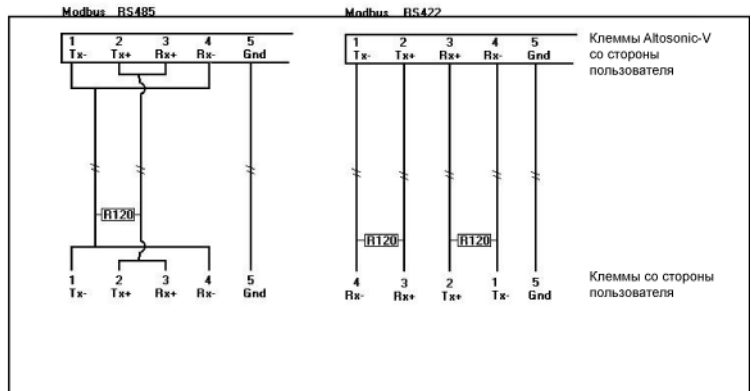 Modbus RS485
1 2 3 4 5
Tx- Tx+ Rx+ Rx- Gnd
R120
1 2 3 4 5
Tx- Tx+ Rx+ Rx- Gnd
Modbus RS422
1 2 3 4 5
Tx- Tx+ Rx+ Rx- Gnd
R120 R120
4 3 2 1 5
Rx- Rx+ Tx+ Tx- Gnd
Клеммы Altosonic-V
со стороны
пользователя
Клеммы со стороны
пользователя